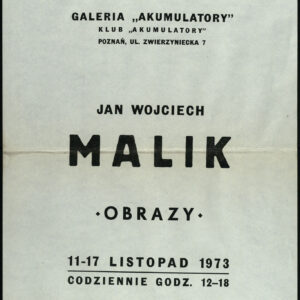 GALERIA „AKUMULATORY"
KLUB „AKUMULATORY"
POZNAŃ, UL. ZWIERZYNIECKA 7
JAN WOJCIECH
MALIK
·OBRAZY·
11-17 LISTOPAD 1973
CODZIENNIE GODZ. 12-18